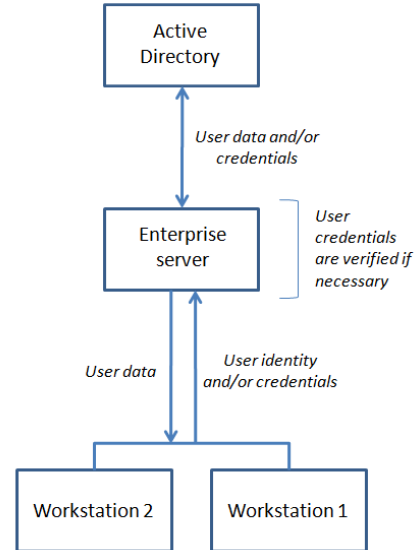 Active
Directory
User data and/or
credentials
Enterprise
server
User
credentials
are verified if
necessary
User data
User identity
and/or credentials
Workstation 2
Workstation 1